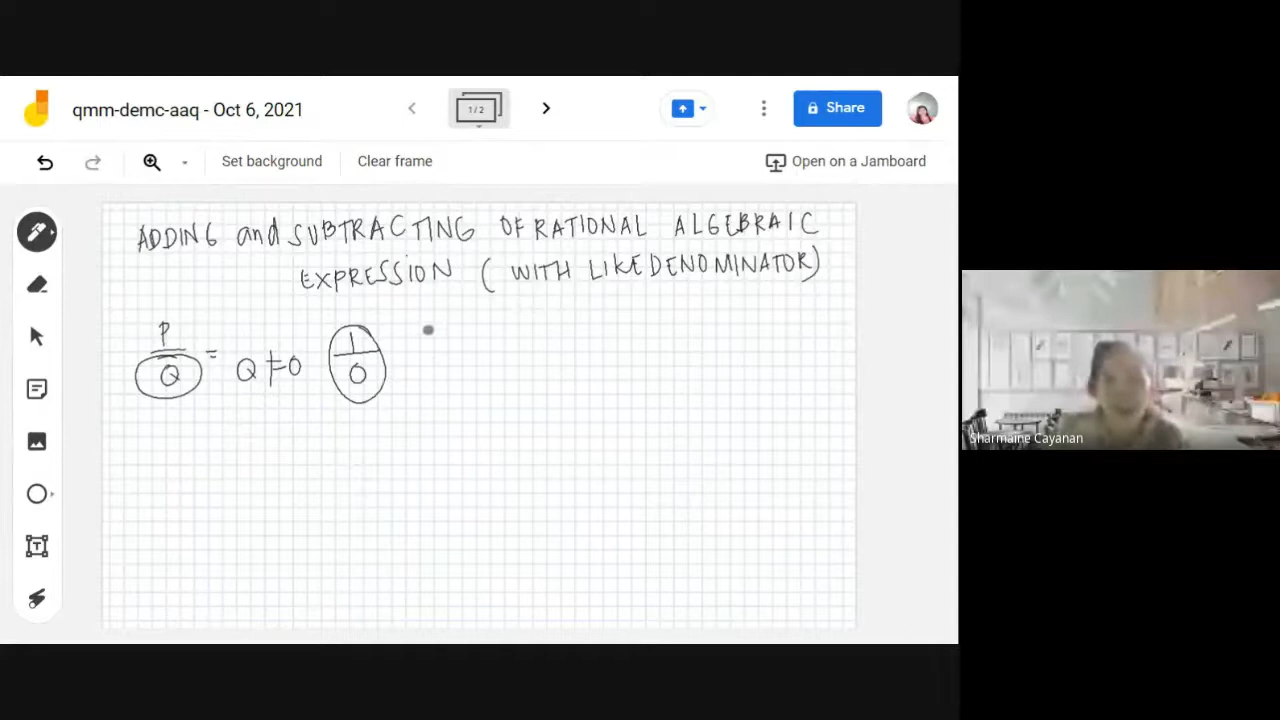 qmm-demc-aaq - Oct 6, 2021
1/2
Share
Set background
Clear frame
Open on a Jamboard
ADDING and SUBTRACTING OF RATIONAL ALGEBRAIC
EXPRESSION (WITH LIKE DENOMINATOR)
P/Q = Q ≠ 0 1/0
T
Sharmaine Cayanan